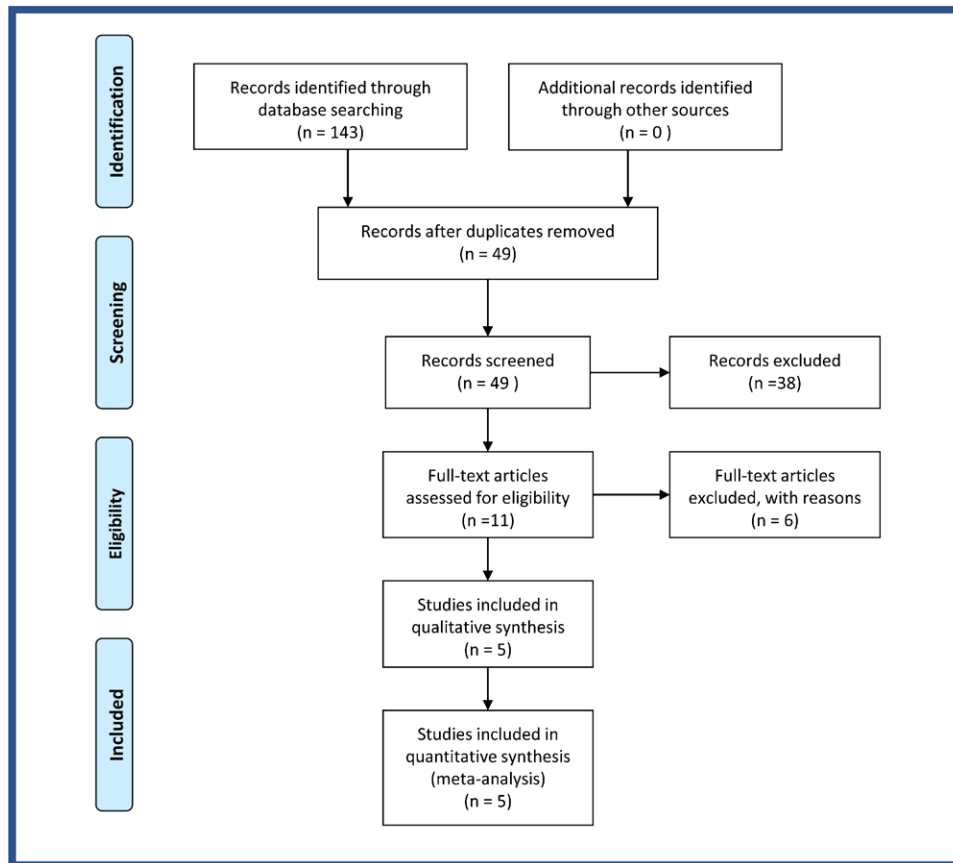 Identification
Records identified through
database searching
(n = 143)
Additional records identified
through other sources
(n = 0 )
Records after duplicates removed
(n = 49)
Screening
Records screened
(n = 49 )
Records excluded
(n =38)
Eligibility
Full-text articles
assessed for eligibility
(n =11)
Full-text articles
excluded, with reasons
(n = 6)
Studies included in
qualitative synthesis
(n = 5)
Included
Studies included in
quantitative synthesis
(meta-analysis)
(n = 5)